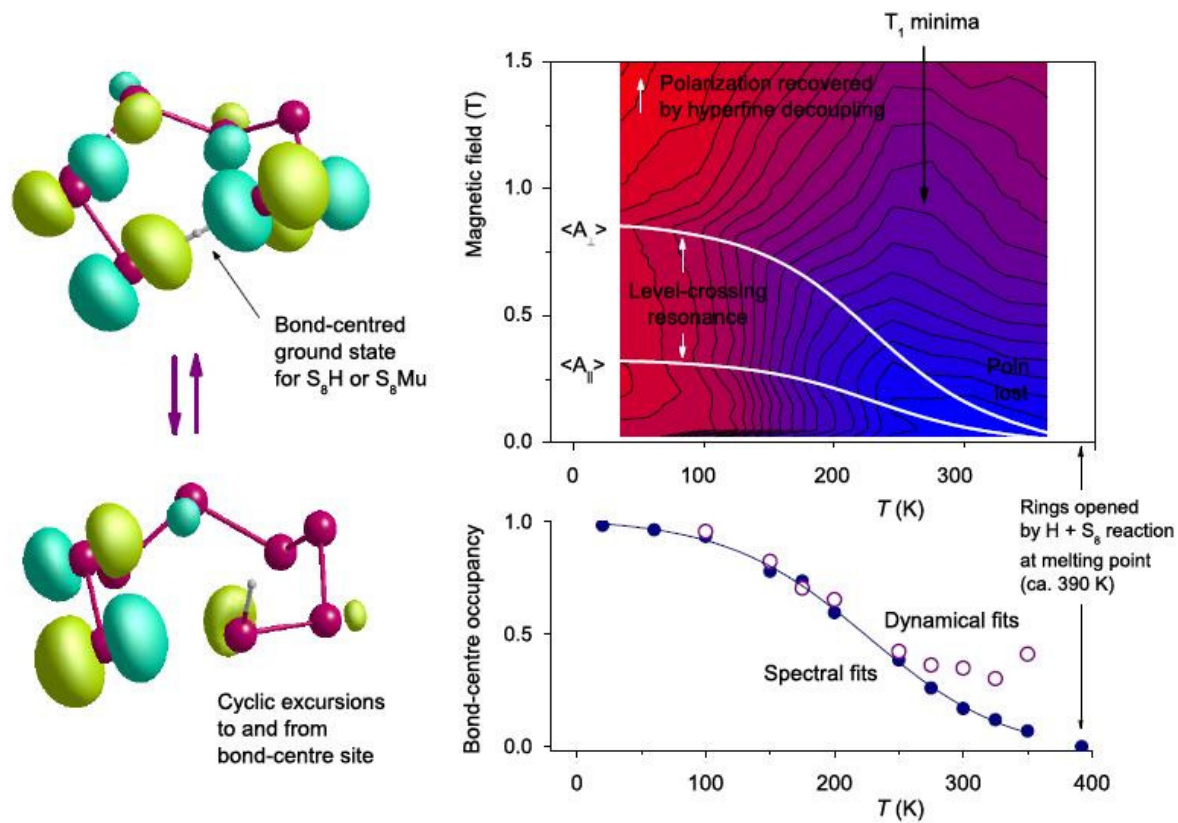 Bond-centred
ground state
for S₈H or S₈Mu
Cyclic excursions
to and from
bond-centre site
T₁ minima
Magnetic field (T)
1.5
1.0
0.5
0.0
<A⊥>
<A||>
Polarization recovered
by hyperfine decoupling
Level-crossing
resonance
Poln
lost
0
100
200
300
T (K)
Rings opened
by H + S₈ reaction
at melting point
(ca. 390 K)
Bond-centre occupancy
1.0
0.5
0.0
Dynamical fits
Spectral fits
0
100
200
300
400
T (K)